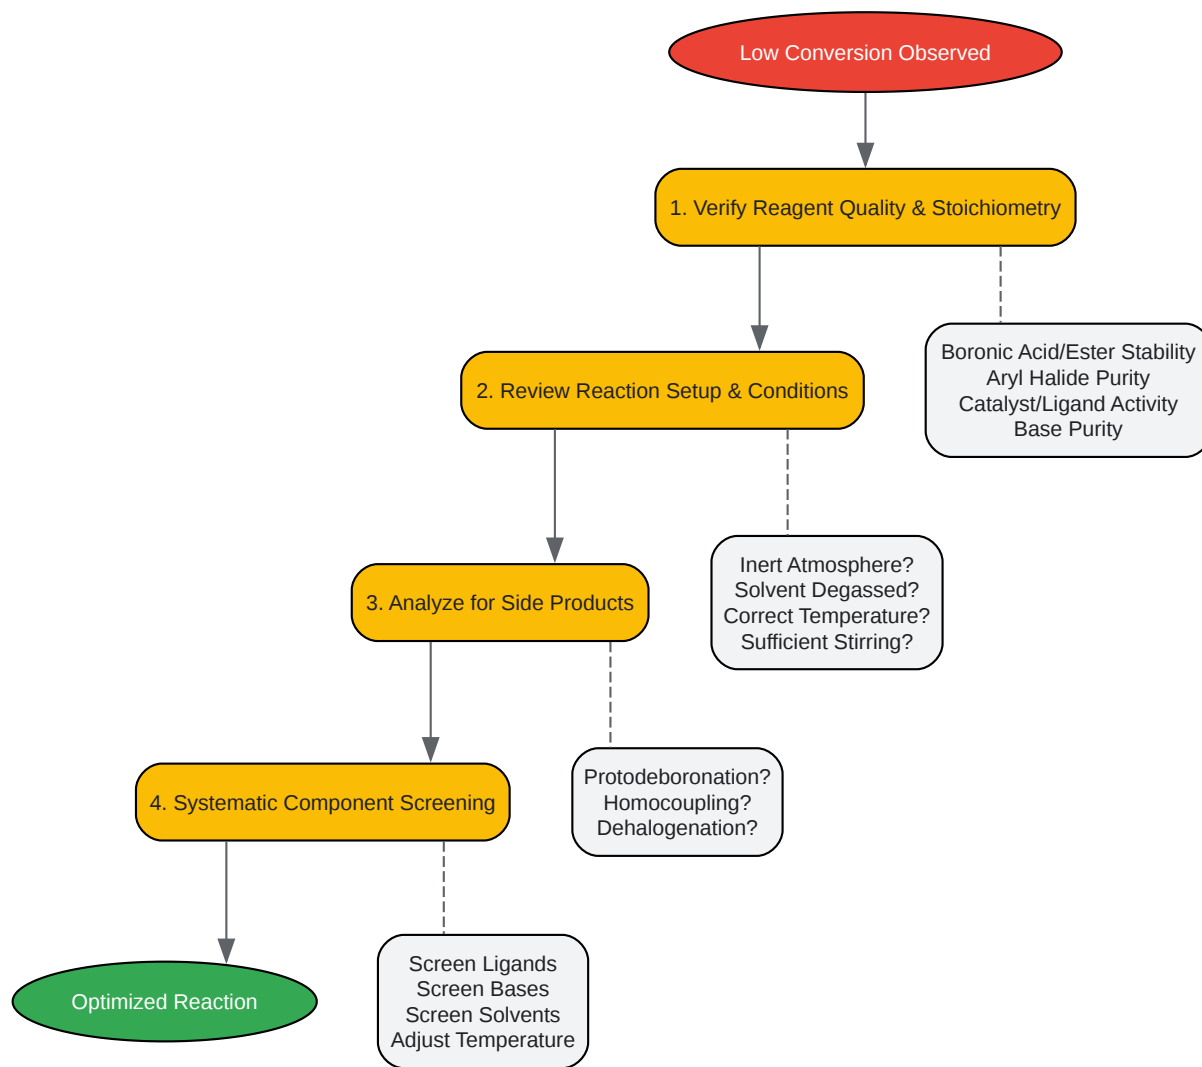 Low Conversion Observed
1. Verify Reagent Quality & Stoichiometry
Boronic Acid/Ester Stability
Aryl Halide Purity
Catalyst/Ligand Activity
Base Purity
2. Review Reaction Setup & Conditions
Inert Atmosphere?
Solvent Degassed?
Correct Temperature?
Sufficient Stirring?
3. Analyze for Side Products
Protodeboronation?
Homocoupling?
Dehalogenation?
4. Systematic Component Screening
Screen Ligands
Screen Bases
Screen Solvents
Adjust Temperature
Optimized Reaction